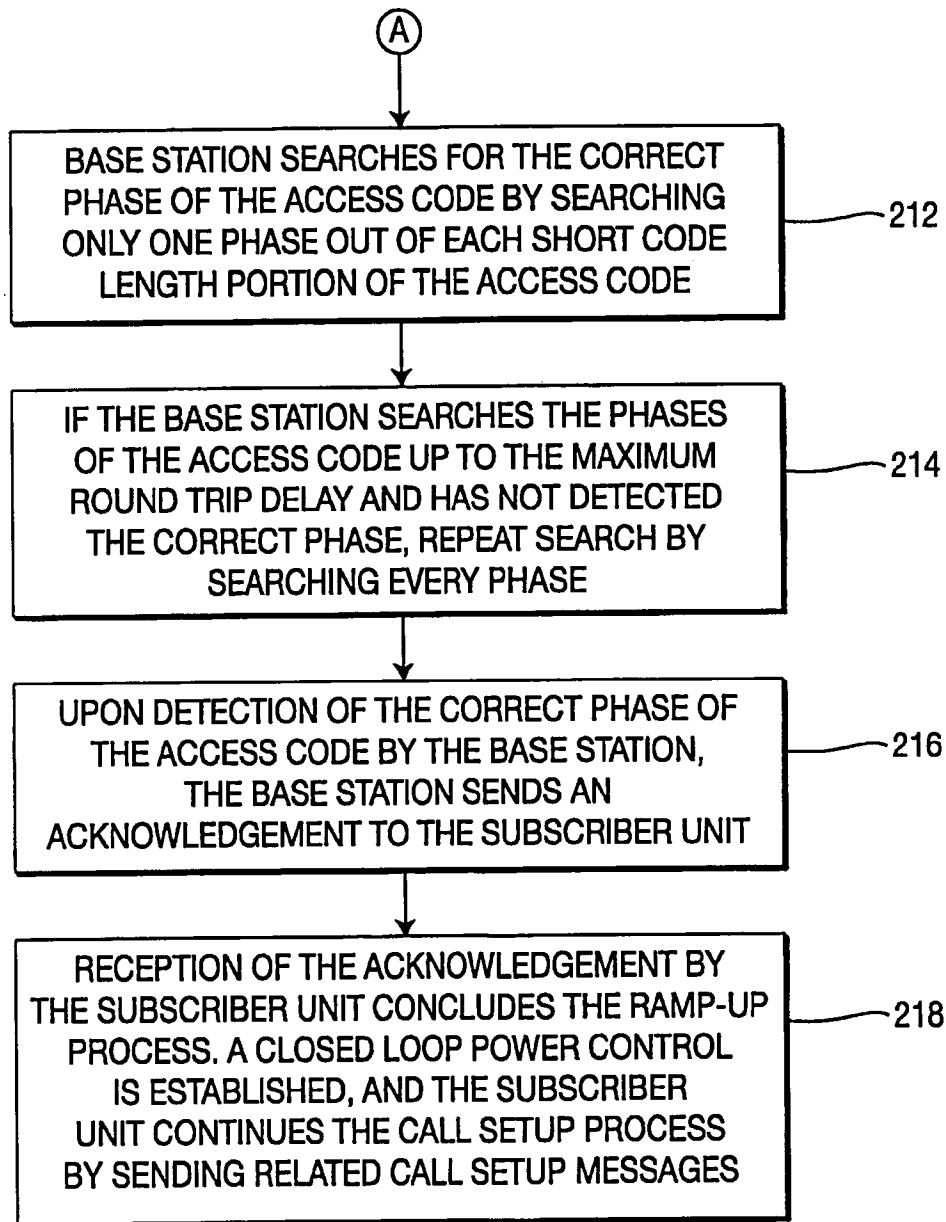 A
BASE STATION SEARCHES FOR THE CORRECT
PHASE OF THE ACCESS CODE BY SEARCHING
ONLY ONE PHASE OUT OF EACH SHORT CODE
LENGTH PORTION OF THE ACCESS CODE
212
IF THE BASE STATION SEARCHES THE PHASES
OF THE ACCESS CODE UP TO THE MAXIMUM
ROUND TRIP DELAY AND HAS NOT DETECTED
THE CORRECT PHASE, REPEAT SEARCH BY
SEARCHING EVERY PHASE
214
UPON DETECTION OF THE CORRECT PHASE OF
THE ACCESS CODE BY THE BASE STATION,
THE BASE STATION SENDS AN
ACKNOWLEDGEMENT TO THE SUBSCRIBER UNIT
216
RECEPTION OF THE ACKNOWLEDGEMENT BY
THE SUBSCRIBER UNIT CONCLUDES THE RAMP-UP
PROCESS. A CLOSED LOOP POWER CONTROL
IS ESTABLISHED, AND THE SUBSCRIBER
UNIT CONTINUES THE CALL SETUP PROCESS
BY SENDING RELATED CALL SETUP MESSAGES
218